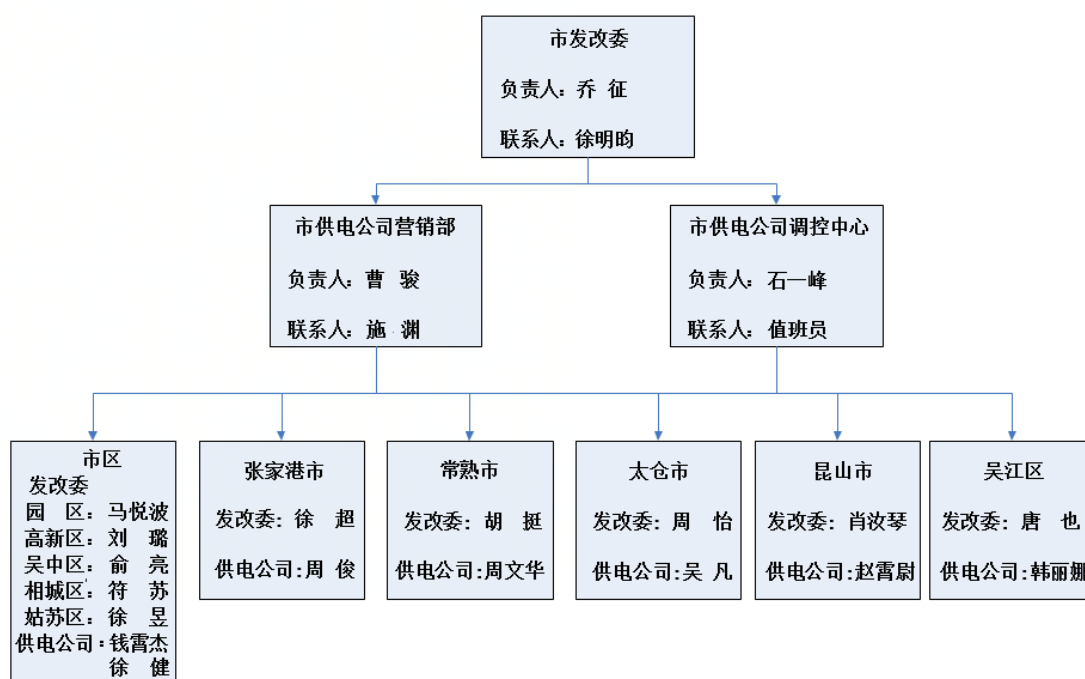 市发改委
负责人：乔 征
联系人：徐明昀
市供电公司营销部
负责人：曹 骏
联系人：施 渊
市供电公司调控中心
负责人：石一峰
联系人：值班员
市区
发改委
园 区：马悦波
高新区：刘 璐
吴中区：俞 亮
相城区：符 苏
姑苏区：徐 昱
供电公司：钱霄杰
徐 健
张家港市
发改委：徐 超
供电公司:周 俊
常熟市
发改委：胡 挺
供电公司:周文华
太仓市
发改委：周 怡
供电公司:吴 凡
昆山市
发改委：肖汝琴
供电公司:赵霄尉
吴江区
发改委：唐 也
供电公司:韩丽娜